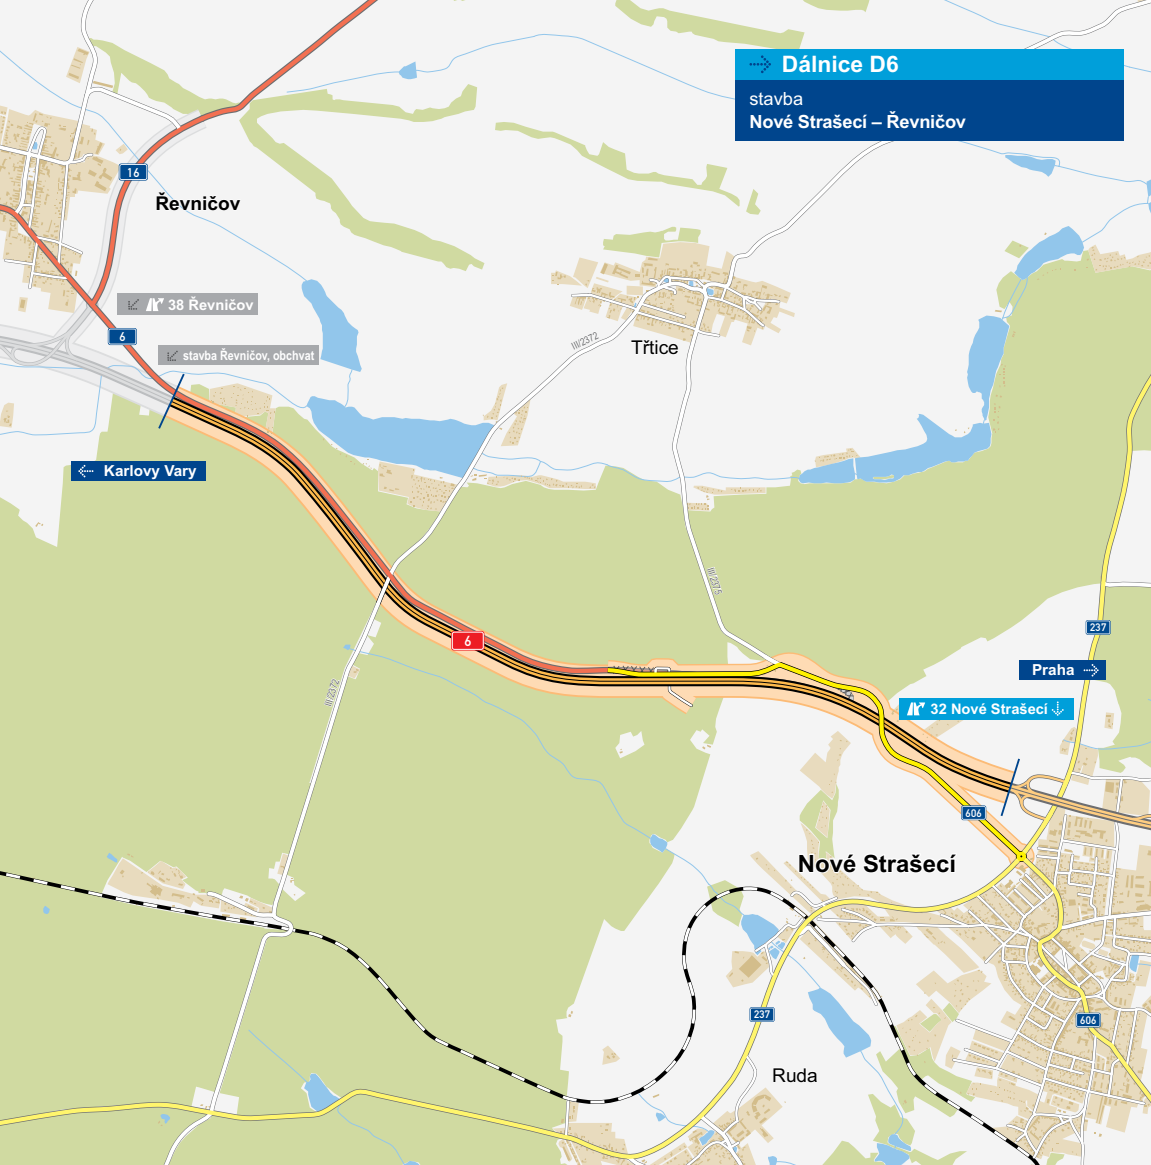 Dálnice D6
stavba
Nové Strašecí – Řevničov
16
Řevničov
38 Řevničov
6
stavba Řevničov, obchvat
III/2372
Třtice
Karlovy Vary
III/2375
237
6
Praha
32 Nové Strašecí
III/2372
606
Nové Strašecí
237
606
Ruda